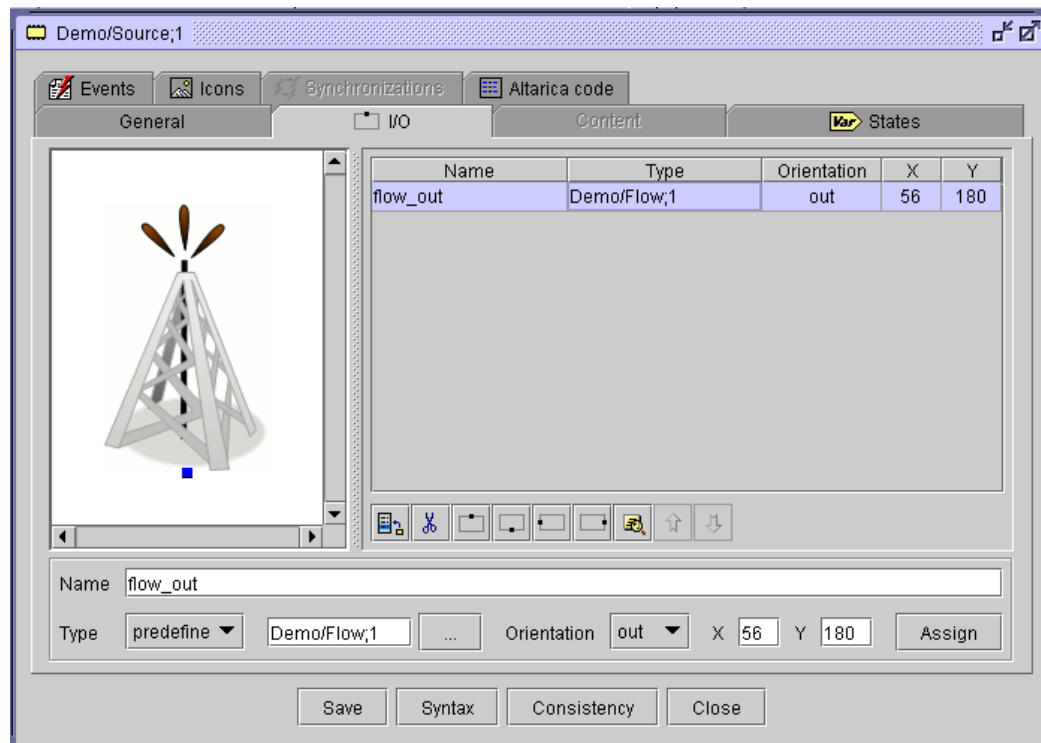 Demo/Source;1
Events Icons Synchronizations Altarica code
General I/O Content Var States
Name Type Orientation X Y
flow_out Demo/Flow;1 out 56 180
Name flow_out
Type predefine Demo/Flow;1 ... Orientation out X 56 Y 180 Assign
Save Syntax Consistency Close